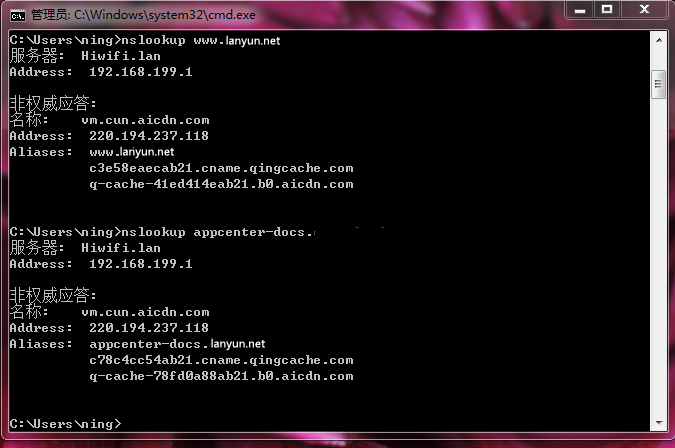 管理员: C:\Windows\system32\cmd.exe
C:\Users\ning>nslookup www.lanyun.net
服务器:  Hiwifi.lan
Address:  192.168.199.1
非权威应答:
名称:    vm.cun.aicdn.com
Address:  220.194.237.118
Aliases:  www.lanyun.net
c3e58eaecab21.cname.qingcache.com
q-cache-41ed414eab21.b0.aicdn.com
C:\Users\ning>nslookup appcenter-docs.
服务器:  Hiwifi.lan
Address:  192.168.199.1
非权威应答:
名称:    vm.cun.aicdn.com
Address:  220.194.237.118
Aliases:  appcenter-docs.lanyun.net
c78c4cc54ab21.cname.qingcache.com
q-cache-78fd0a88ab21.b0.aicdn.com
C:\Users\ning>